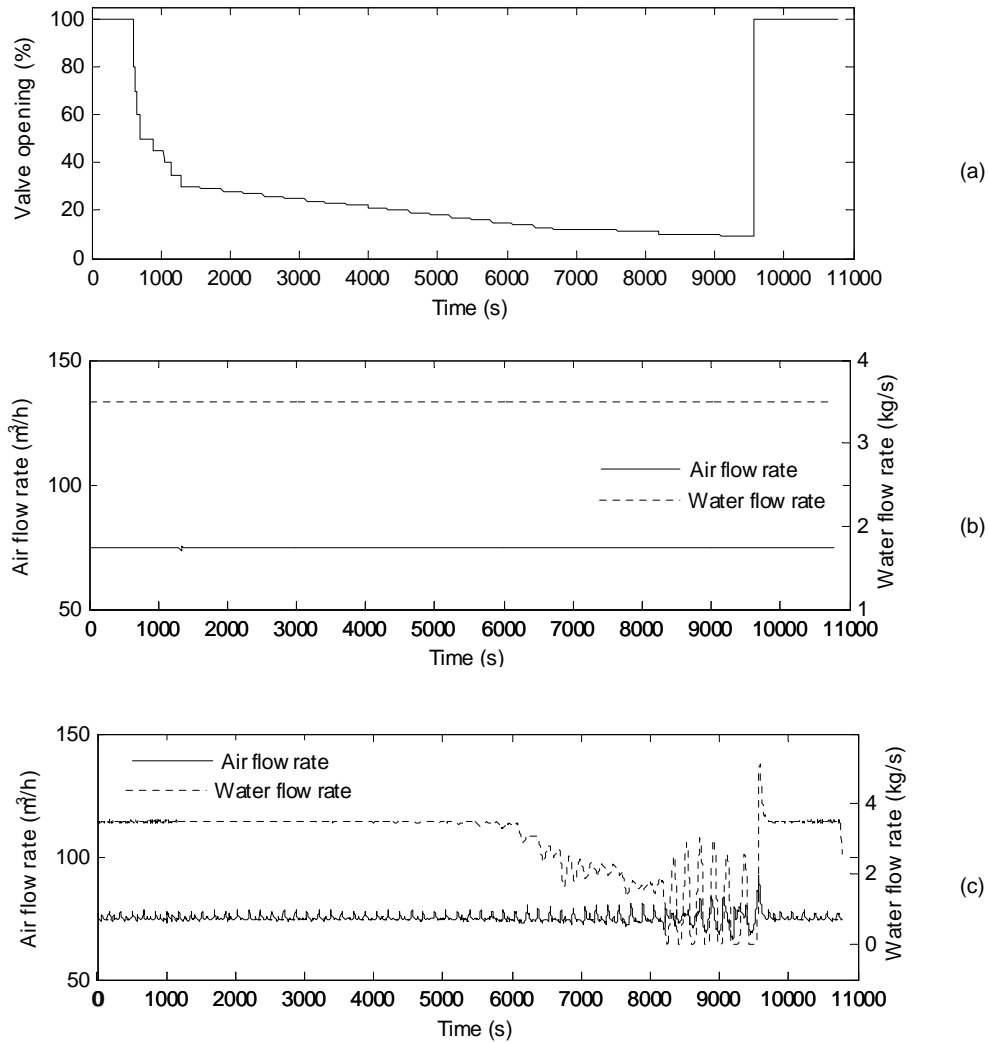 100
80
60
40
20
0
Valve opening (%)
0 1000 2000 3000 4000 5000 6000 7000 8000 9000 10000 11000
Time (s)
(a)
150
100
50
Air flow rate (m³/h)
4
3
2
1
Water flow rate (kg/s)
Air flow rate
Water flow rate
0 1000 2000 3000 4000 5000 6000 7000 8000 9000 10000 11000
Time (s)
(b)
150
100
50
Air flow rate (m³/h)
Air flow rate
Water flow rate
4
2
0
Water flow rate (kg/s)
0 1000 2000 3000 4000 5000 6000 7000 8000 9000 10000 11000
Time (s)
(c)